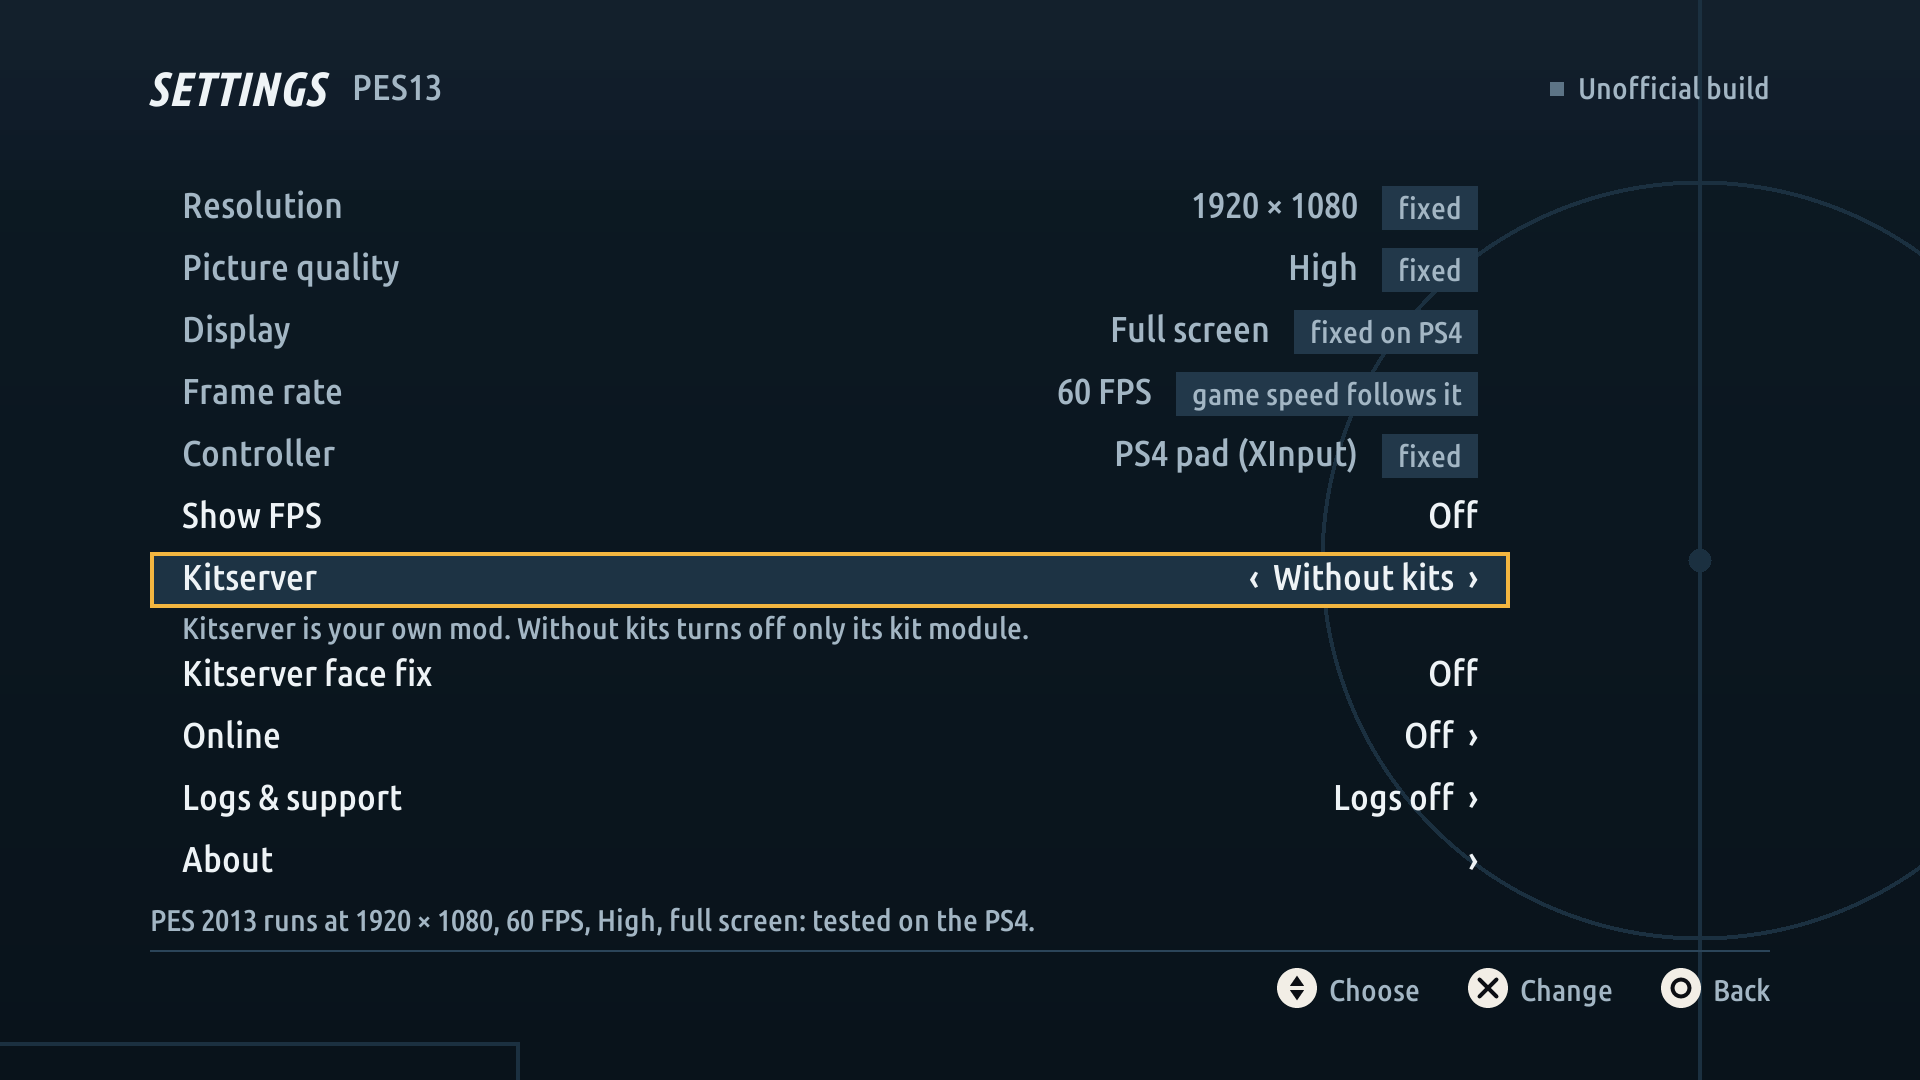 SETTINGS PES13
Unofficial build
Resolution 1920 × 1080 fixed
Picture quality High fixed
Display Full screen fixed on PS4
Frame rate 60 FPS game speed follows it
Controller PS4 pad (XInput) fixed
Show FPS Off
Kitserver ‹ Without kits ›
Kitserver is your own mod. Without kits turns off only its kit module.
Kitserver face fix Off
Online Off ›
Logs & support Logs off ›
About ›
PES 2013 runs at 1920 × 1080, 60 FPS, High, full screen: tested on the PS4.
Choose Change Back